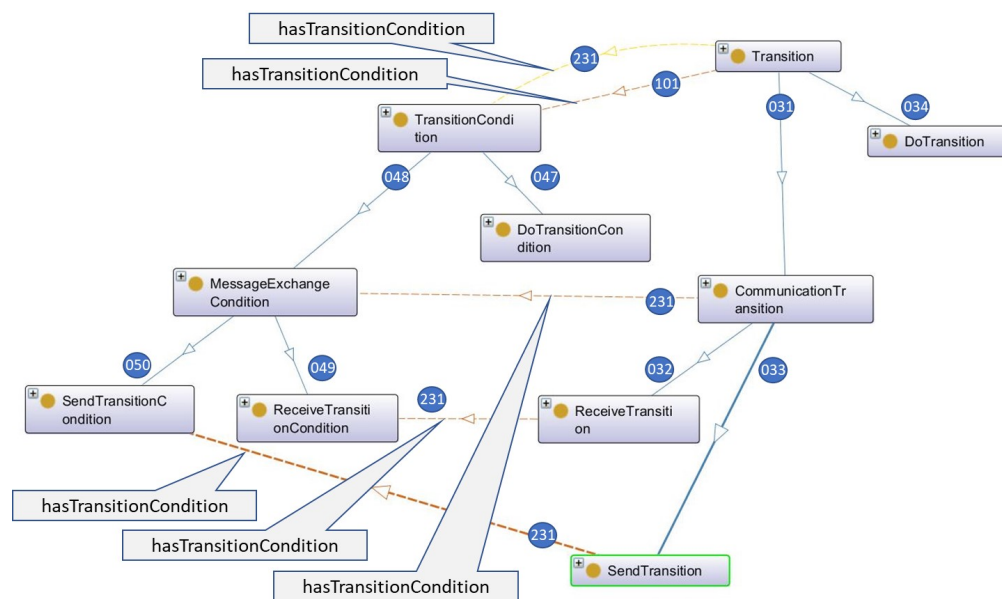 hasTransitionCondition
hasTransitionCondition
231
Transition
101
031
034
TransitionCondi
tion
DoTransition
048
047
DoTransitionCon
dition
MessageExchange
Condition
231
CommunicationTr
ansition
050
049
032
033
SendTransitionC
ondition
ReceiveTransiti
onCondition
231
ReceiveTransiti
on
hasTransitionCondition
hasTransitionCondition
231
hasTransitionCondition
SendTransition